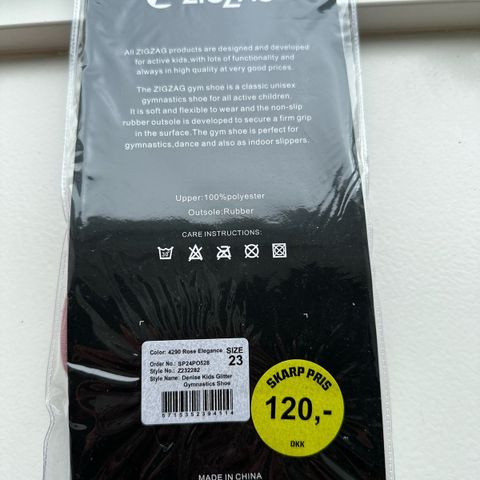 ZIGZAG
All ZIGZAG products are designed and developed
for active kids,with lots of functionality and
always in high quality at very good prices.
The ZIGZAG gym shoe is a classic unisex
gymnastics shoe for all active children.
It is soft and flexible to wear and the non-slip
rubber outsole is developed to secure a firm grip
in the surface.The gym shoe is perfect for
gymnastics,dance and also as indoor slippers.
Upper:100%polyester
Outsole:Rubber
CARE INSTRUCTIONS:
30
Color: 4290 Rose Elegance
Order No.: SP24PO528
Style No.: Z232282
Style Name: Denise Kids Glitter
Gymnastics Shoe
SIZE
23
5715352394114
SKARP PRIS
120,-
DKK
MADE IN CHINA